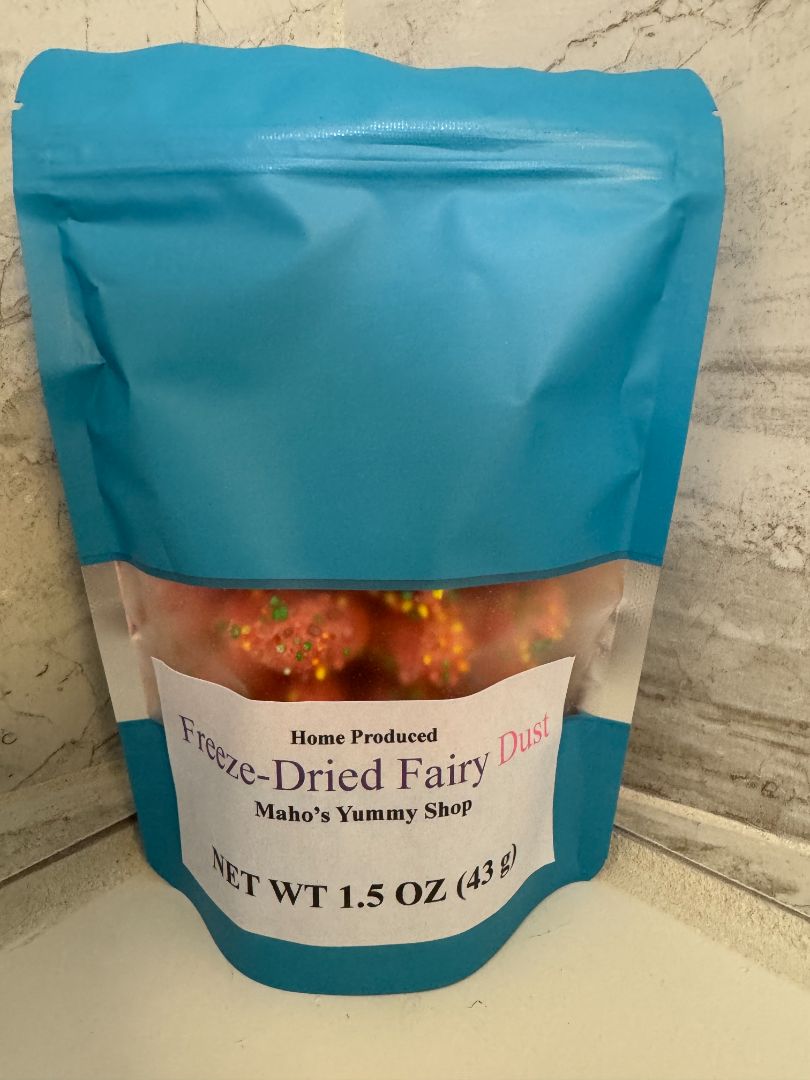 Home Produced
Freeze-Dried Fairy Dust
Maho's Yummy Shop
NET WT 1.5 OZ (43 g)